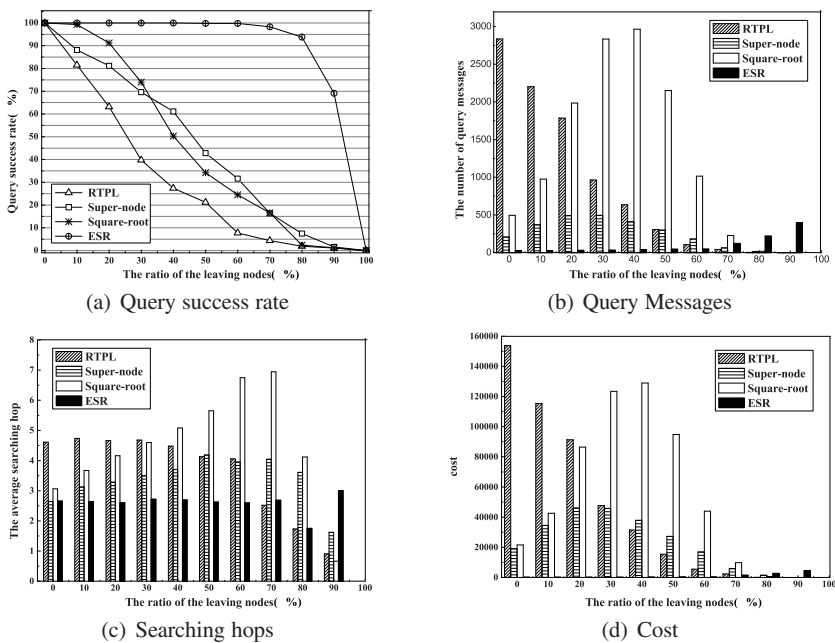 Query success rate( %)
100
90
80
70
60
50
40
30
20
10
0
RTPL
Super-node
Square-root
ESR
0 10 20 30 40 50 60 70 80 90 100
The ratio of the leaving nodes( %)
(a) Query success rate
The number of query messages
3000
2500
2000
1500
1000
500
0
RTPL
Super-node
Square-root
ESR
0 10 20 30 40 50 60 70 80 90 100
The ratio of the leaving nodes( %)
(b) Query Messages
The average searching hop
8
7
6
5
4
3
2
1
0
RTPL
Super-node
Square-root
ESR
0 10 20 30 40 50 60 70 80 90 100
The ratio of the leaving nodes( %)
(c) Searching hops
cost
160000
140000
120000
100000
80000
60000
40000
20000
0
RTPL
Super-node
Square-root
ESR
0 10 20 30 40 50 60 70 80 90 100
The ratio of the leaving nodes( %)
(d) Cost